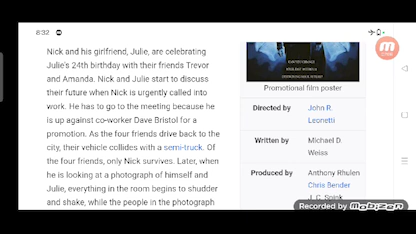 8:32
Nick and his girlfriend, Julie, are celebrating
Julie's 24th birthday with their friends Trevor
and Amanda. Nick and Julie start to discuss
their future when Nick is urgently called into
work. He has to go to the meeting because he
is up against co-worker Dave Bristol for a
promotion. As the four friends drive back to the
city, their vehicle collides with a semi-truck. Of
the four friends, only Nick survives. Later, when
he is looking at a photograph of himself and
Julie, everything in the room begins to shudder
and shake, while the people in the photograph
Promotional film poster
Directed by
John R.
Leonetti
Written by
Michael D.
Weiss
Produced by
Anthony Rhulen
Chris Bender
J. C. Spink
Recorded by
mobizen